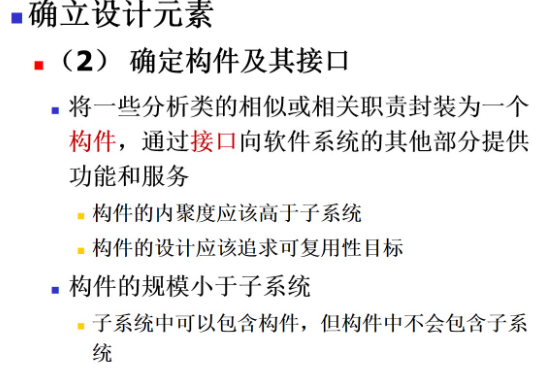 确立设计元素
（2） 确定构件及其接口
将一些分析类的相似或相关职责封装为一个
构件，通过接口向软件系统的其他部分提供
功能和服务
构件的内聚度应该高于子系统
构件的设计应该追求可复用性目标
构件的规模小于子系统
子系统中可以包含构件，但构件中不会包含子系
统